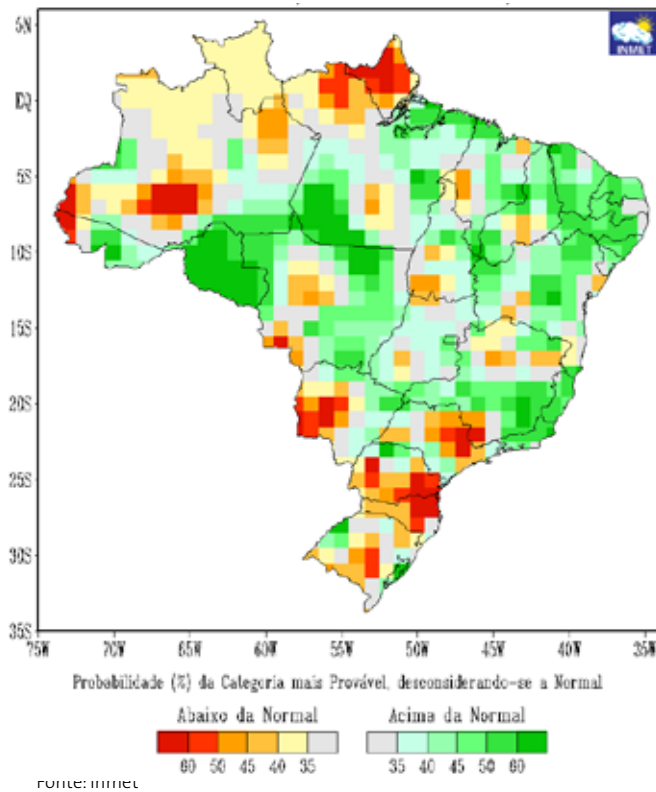 INMET
5N
EQ
5S
10S
15S
20S
25S
30S
35S
75W 70W 65W 60W 55W 50W 45W 40W 35W
Probabilidade (%) da Categoria mais Provável, desconsiderando-se a Normal
Abaixo da Normal Acima da Normal
60 50 45 40 35 35 40 45 50 60
Fonte: Inmet